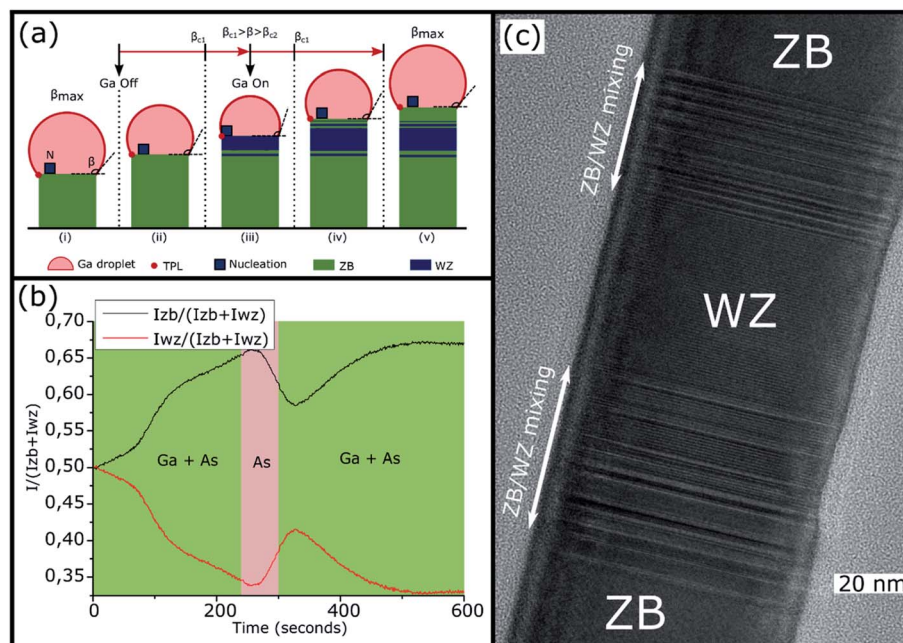 (a)
βc1 βc1>β>βc2 βc1
βmax
Ga Off Ga On
βmax
N β
(i) (ii) (iii) (iv) (v)
Ga droplet TPL Nucleation ZB WZ
(b)
Izb/(Izb+Iwz)
Iwz/(Izb+Iwz)
I/(Izb+Iwz)
0,70
0,65
0,60
0,55
0,50
0,45
0,40
0,35
Ga + As As Ga + As
0 200 400 600
Time (seconds)
(c)
ZB
ZB/WZ mixing
WZ
ZB/WZ mixing
ZB
20 nm